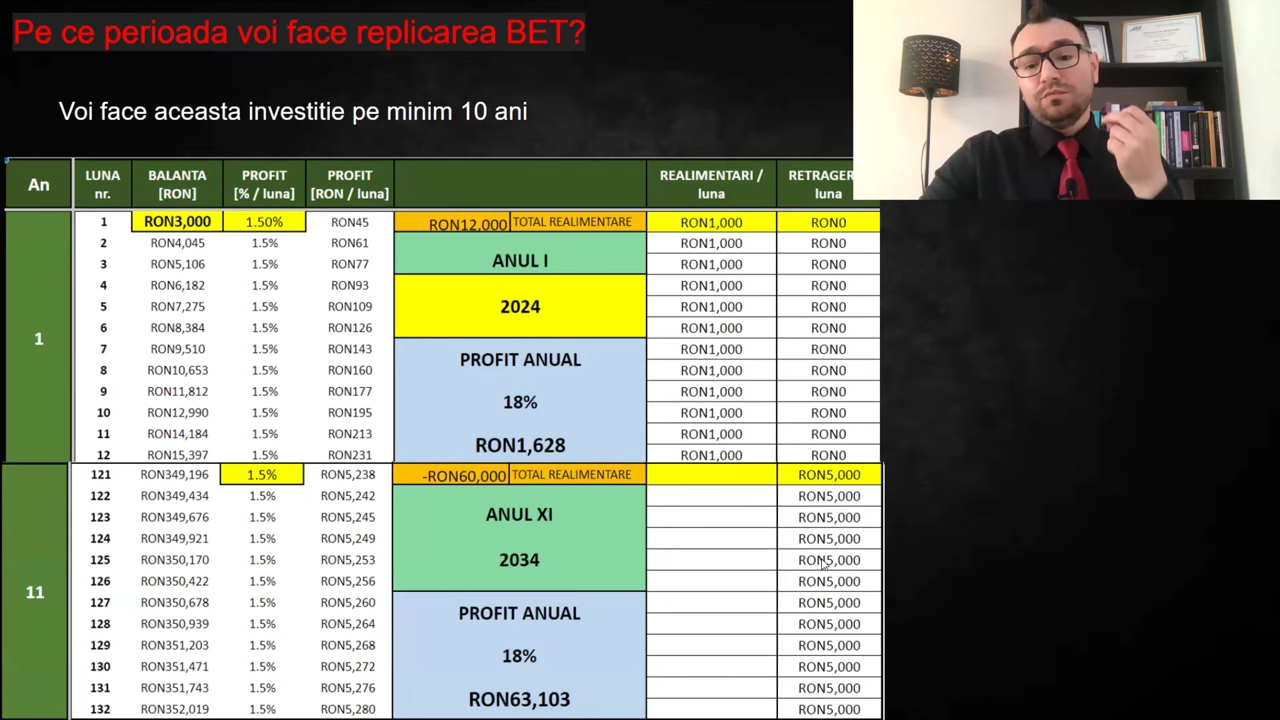 Pe ce perioada voi face replicarea BET?
Voi face aceasta investitie pe minim 10 ani
An LUNA nr. BALANTA [RON] PROFIT [% / luna] PROFIT [RON / luna] REALIMENTARI / luna RETRAGER luna
1
1 RON3,000 1.50% RON45 RON12,000 TOTAL REALIMENTARE RON1,000 RON0
2 RON4,045 1.5% RON61 RON1,000 RON0
3 RON5,106 1.5% RON77 ANUL I RON1,000 RON0
4 RON6,182 1.5% RON93 RON1,000 RON0
5 RON7,275 1.5% RON109 2024 RON1,000 RON0
6 RON8,384 1.5% RON126 RON1,000 RON0
7 RON9,510 1.5% RON143 PROFIT ANUAL RON1,000 RON0
8 RON10,653 1.5% RON160 RON1,000 RON0
9 RON11,812 1.5% RON177 18% RON1,000 RON0
10 RON12,990 1.5% RON195 RON1,000 RON0
11 RON14,184 1.5% RON213 RON1,628 RON1,000 RON0
12 RON15,397 1.5% RON231 RON1,000 RON0
11
121 RON349,196 1.5% RON5,238 -RON60,000 TOTAL REALIMENTARE RON5,000
122 RON349,434 1.5% RON5,242 RON5,000
123 RON349,676 1.5% RON5,245 ANUL XI RON5,000
124 RON349,921 1.5% RON5,249 RON5,000
125 RON350,170 1.5% RON5,253 2034 RON5,000
126 RON350,422 1.5% RON5,256 RON5,000
127 RON350,678 1.5% RON5,260 PROFIT ANUAL RON5,000
128 RON350,939 1.5% RON5,264 RON5,000
129 RON351,203 1.5% RON5,268 18% RON5,000
130 RON351,471 1.5% RON5,272 RON5,000
131 RON351,743 1.5% RON5,276 RON63,103 RON5,000
132 RON352,019 1.5% RON5,280 RON5,000